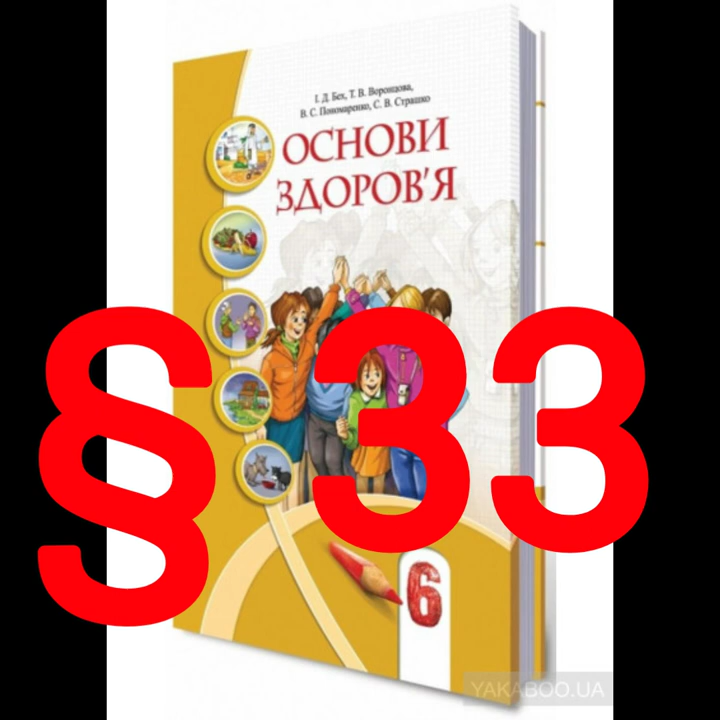 І. Д. Бех, Т. В. Воронцова,
В. С. Пономаренко, С. В. Страшко
ОСНОВИ
ЗДОРОВ'Я
§ 33
6
YAKABOO.UA